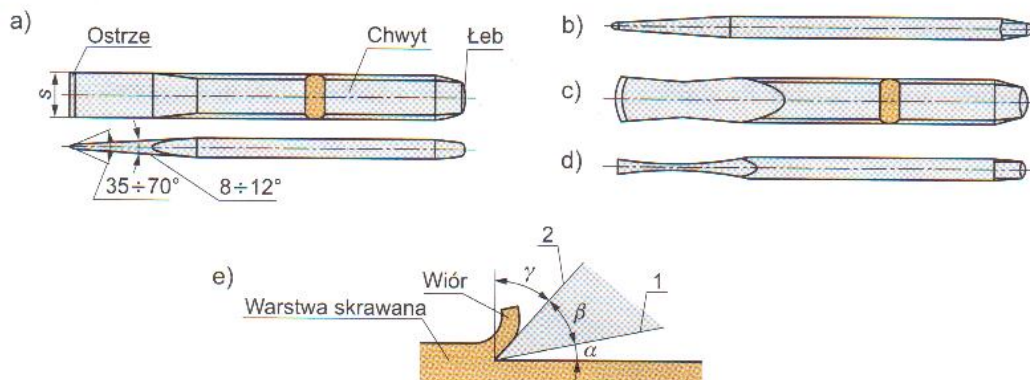 a)
Ostrze
Chwyt
Łeb
s
35÷70°
8÷12°
b)
c)
d)
e)
Wiór
Warstwa skrawana
2
1
γ
β
α